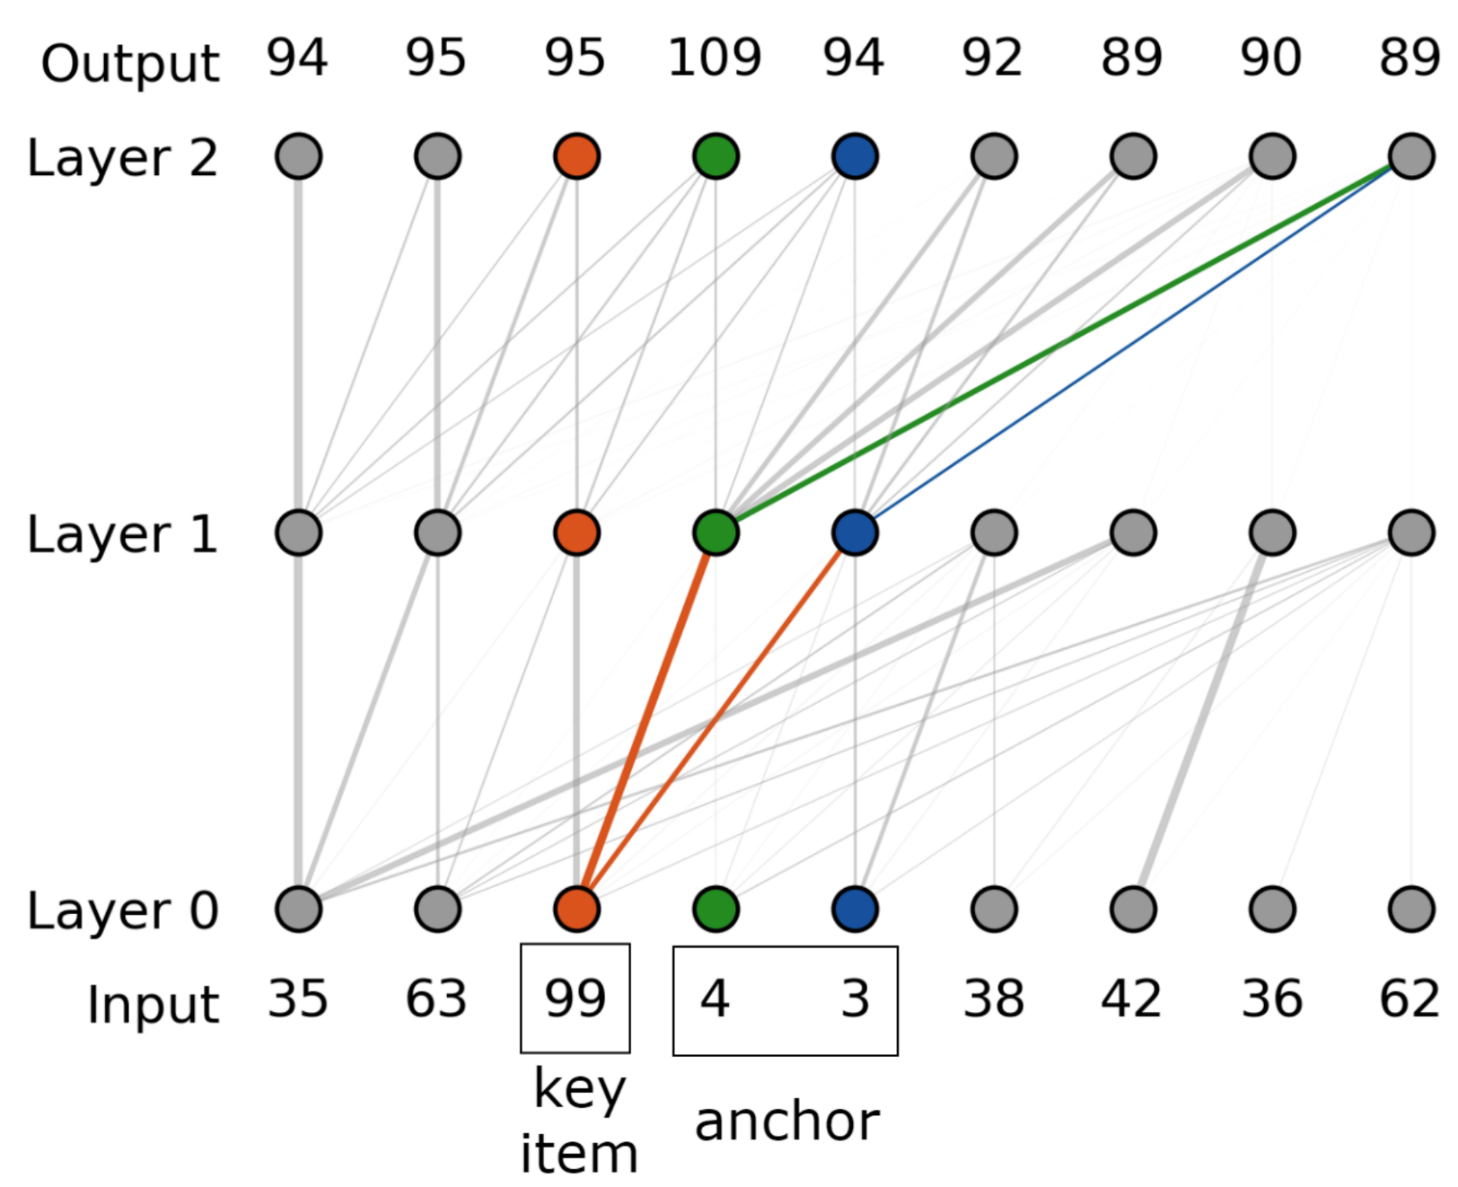 Output 94 95 95 109 94 92 89 90 89
Layer 2
Layer 1
Layer 0
Input 35 63 99 4 3 38 42 36 62
key
item
anchor